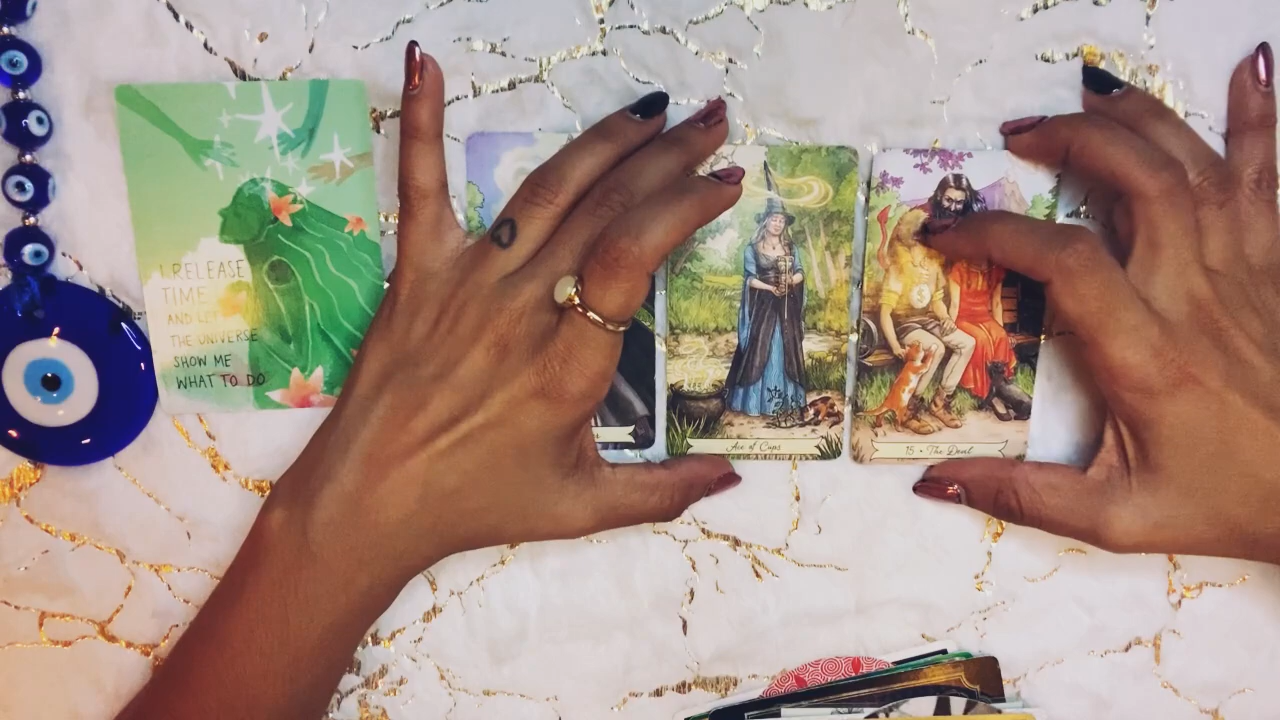 I RELEASE
TIME
AND LET
THE UNIVERSE
SHOW ME
WHAT TO DO
Ace of Cups
15 • The Devil